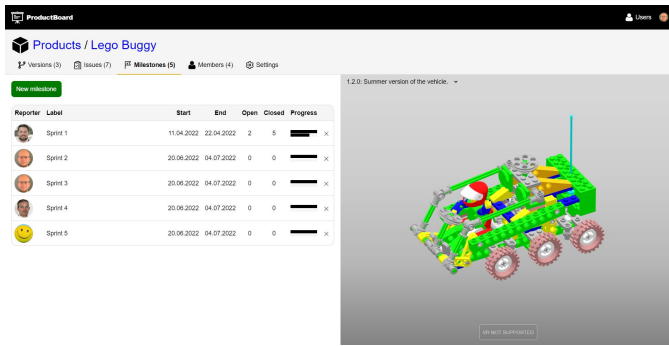 ProductBoard
Users
Products / Lego Buggy
Versions (3) Issues (7) Milestones (5) Members (4) Settings
New milestone
1.2.0: Summer version of the vehicle.
Reporter Label Start End Open Closed Progress
Sprint 1 11.04.2022 22.04.2022 2 5 ×
Sprint 2 20.06.2022 04.07.2022 0 0 ×
Sprint 3 20.06.2022 04.07.2022 0 0 ×
Sprint 4 20.06.2022 04.07.2022 0 0 ×
Sprint 5 20.06.2022 04.07.2022 0 0 ×
VR NOT SUPPORTED